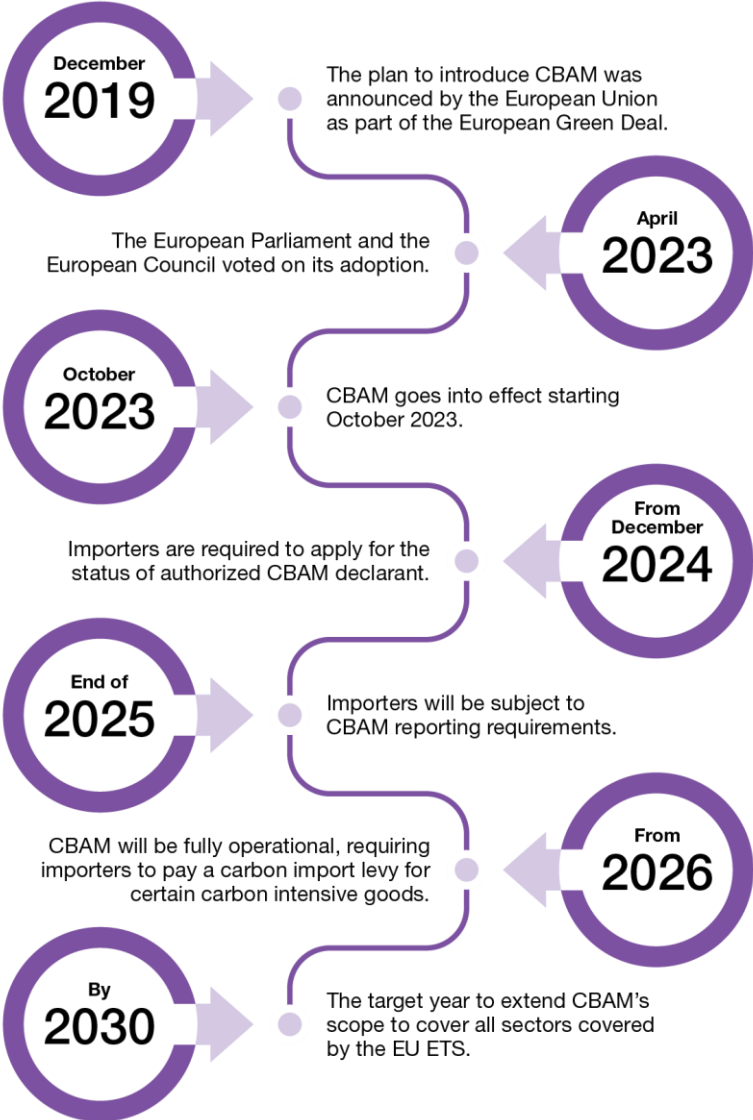 December
2019
The plan to introduce CBAM was
announced by the European Union
as part of the European Green Deal.
April
2023
The European Parliament and the
European Council voted on its adoption.
October
2023
CBAM goes into effect starting
October 2023.
From
December
2024
Importers are required to apply for the
status of authorized CBAM declarant.
End of
2025
Importers will be subject to
CBAM reporting requirements.
From
2026
CBAM will be fully operational, requiring
importers to pay a carbon import levy for
certain carbon intensive goods.
By
2030
The target year to extend CBAM’s
scope to cover all sectors covered
by the EU ETS.